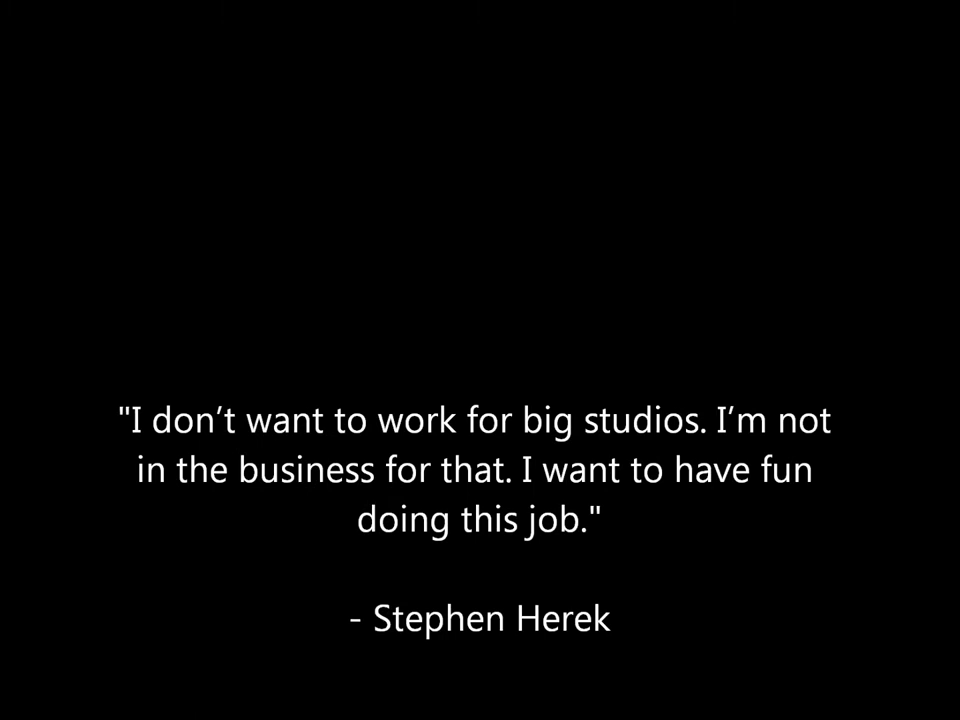 "I don’t want to work for big studios. I’m not
in the business for that. I want to have fun
doing this job."
- Stephen Herek